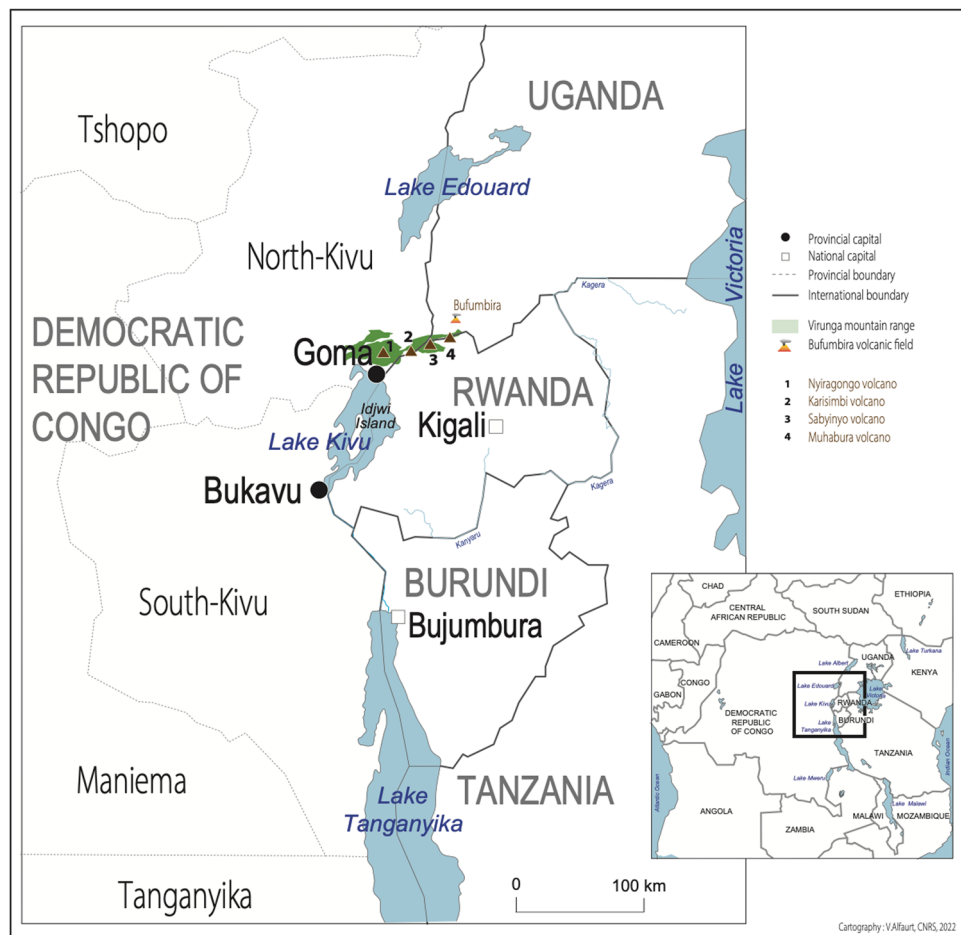 UGANDA
Tshopo
Lake Edouard
North-Kivu
Lake Victoria
Kagera
Bufumbira
DEMOCRATIC
REPUBLIC OF
CONGO
Goma
1
2
3
4
RWANDA
Idjwi
Island
Kigali
Lake Kivu
Bukavu
Kagera
Kanyaru
BURUNDI
South-Kivu
Bujumbura
Maniema
TANZANIA
Lake
Tanganyika
Tanganyika
0 100 km
Provincial capital
National capital
Provincial boundary
International boundary
Virunga mountain range
Bufumbira volcanic field
1 Nyiragongo volcano
2 Karisimbi volcano
3 Sabyinyo volcano
4 Muhabura volcano
CHAD
ETHIOPIA
CENTRAL
AFRICAN REPUBLIC
SOUTH SUDAN
CAMEROON
Lake Turkana
Lake Albert
UGANDA
KENYA
CONGO
Lake Edouard
GABON
Lake
Victoria
Lake Kivu
RWANDA
DEMOCRATIC
REPUBLIC
OF CONGO
BURUNDI
Lake
Tanganyika
TANZANIA
Indian Ocean
Atlantic Ocean
Lake Mweru
ANGOLA
Lake Malawi
ZAMBIA
MALAWI
MOZAMBIQUE
Cartography : V.Alfaurt, CNRS, 2022